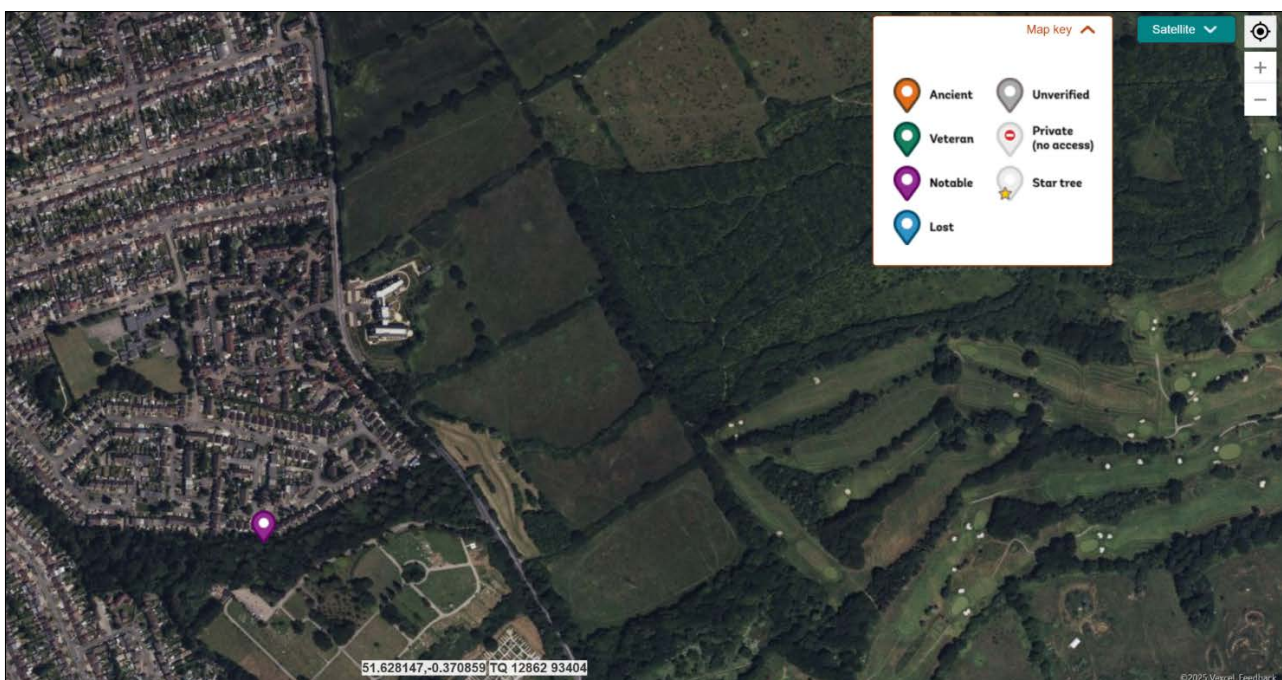 Map key
Satellite
Ancient
Unverified
Veteran
Private
(no access)
Notable
Star tree
Lost
+
−
51.628147,-0.370859 TQ 12862 93404
©2025 Vexcel Feedback